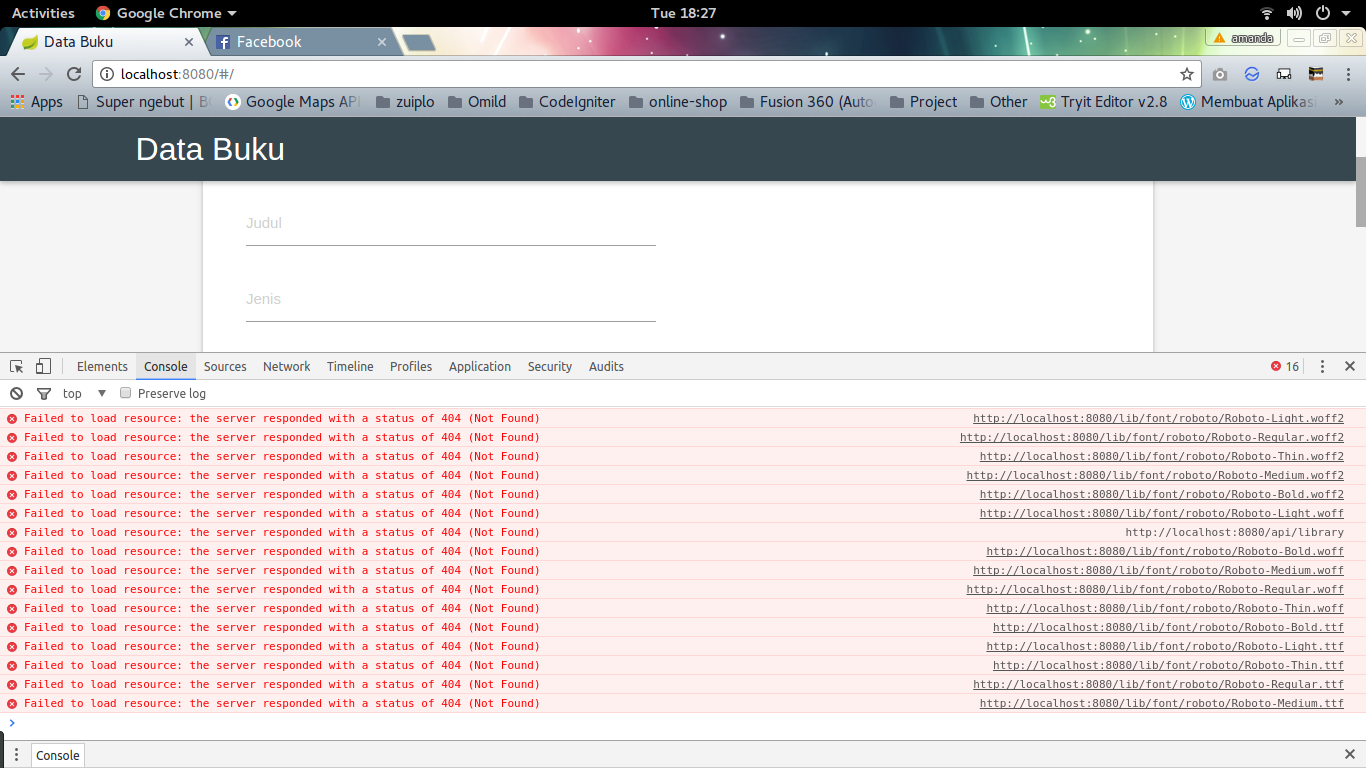 Activities Google Chrome Tue 18:27
Data Buku Facebook amanda
localhost:8080/#/
Apps Super ngebut | B Google Maps AP zuiplo Omild CodeIgniter online-shop Fusion 360 (Auto Project Other Tryit Editor v2.8 Membuat Aplikas »
Data Buku
Judul
Jenis
Elements Console Sources Network Timeline Profiles Application Security Audits 16
top Preserve log
Failed to load resource: the server responded with a status of 404 (Not Found) http://localhost:8080/lib/font/roboto/Roboto-Light.woff2
Failed to load resource: the server responded with a status of 404 (Not Found) http://localhost:8080/lib/font/roboto/Roboto-Regular.woff2
Failed to load resource: the server responded with a status of 404 (Not Found) http://localhost:8080/lib/font/roboto/Roboto-Thin.woff2
Failed to load resource: the server responded with a status of 404 (Not Found) http://localhost:8080/lib/font/roboto/Roboto-Medium.woff2
Failed to load resource: the server responded with a status of 404 (Not Found) http://localhost:8080/lib/font/roboto/Roboto-Bold.woff2
Failed to load resource: the server responded with a status of 404 (Not Found) http://localhost:8080/lib/font/roboto/Roboto-Light.woff
Failed to load resource: the server responded with a status of 404 (Not Found) http://localhost:8080/api/library
Failed to load resource: the server responded with a status of 404 (Not Found) http://localhost:8080/lib/font/roboto/Roboto-Bold.woff
Failed to load resource: the server responded with a status of 404 (Not Found) http://localhost:8080/lib/font/roboto/Roboto-Medium.woff
Failed to load resource: the server responded with a status of 404 (Not Found) http://localhost:8080/lib/font/roboto/Roboto-Regular.woff
Failed to load resource: the server responded with a status of 404 (Not Found) http://localhost:8080/lib/font/roboto/Roboto-Thin.woff
Failed to load resource: the server responded with a status of 404 (Not Found) http://localhost:8080/lib/font/roboto/Roboto-Bold.ttf
Failed to load resource: the server responded with a status of 404 (Not Found) http://localhost:8080/lib/font/roboto/Roboto-Light.ttf
Failed to load resource: the server responded with a status of 404 (Not Found) http://localhost:8080/lib/font/roboto/Roboto-Thin.ttf
Failed to load resource: the server responded with a status of 404 (Not Found) http://localhost:8080/lib/font/roboto/Roboto-Regular.ttf
Failed to load resource: the server responded with a status of 404 (Not Found) http://localhost:8080/lib/font/roboto/Roboto-Medium.ttf
Console